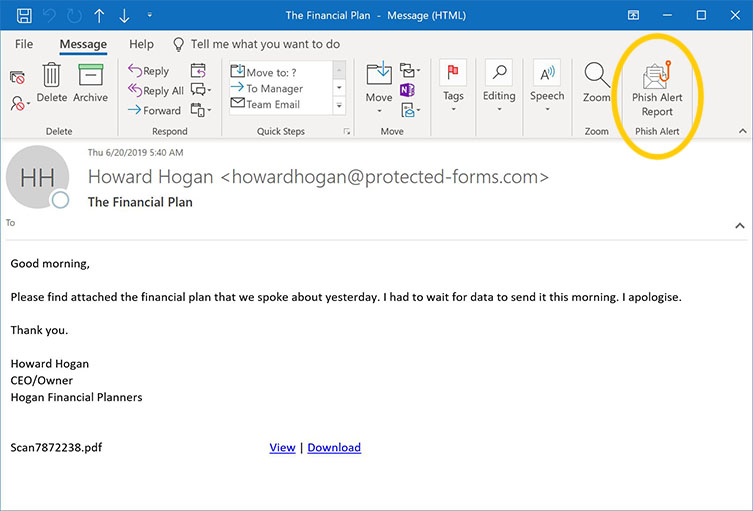 The Financial Plan - Message (HTML)
File Message Help Tell me what you want to do
Delete Archive
Delete
Reply
Reply All
Forward
Respond
Move to: ?
To Manager
Team Email
Quick Steps
Move
Move
Tags
Editing
Speech
Zoom
Zoom
Phish Alert
Report
Phish Alert
HH
Thu 6/20/2019 5:40 AM
Howard Hogan <howardhogan@protected-forms.com>
The Financial Plan
To
Good morning,
Please find attached the financial plan that we spoke about yesterday. I had to wait for data to send it this morning. I apologise.
Thank you.
Howard Hogan
CEO/Owner
Hogan Financial Planners
Scan7872238.pdf View | Download